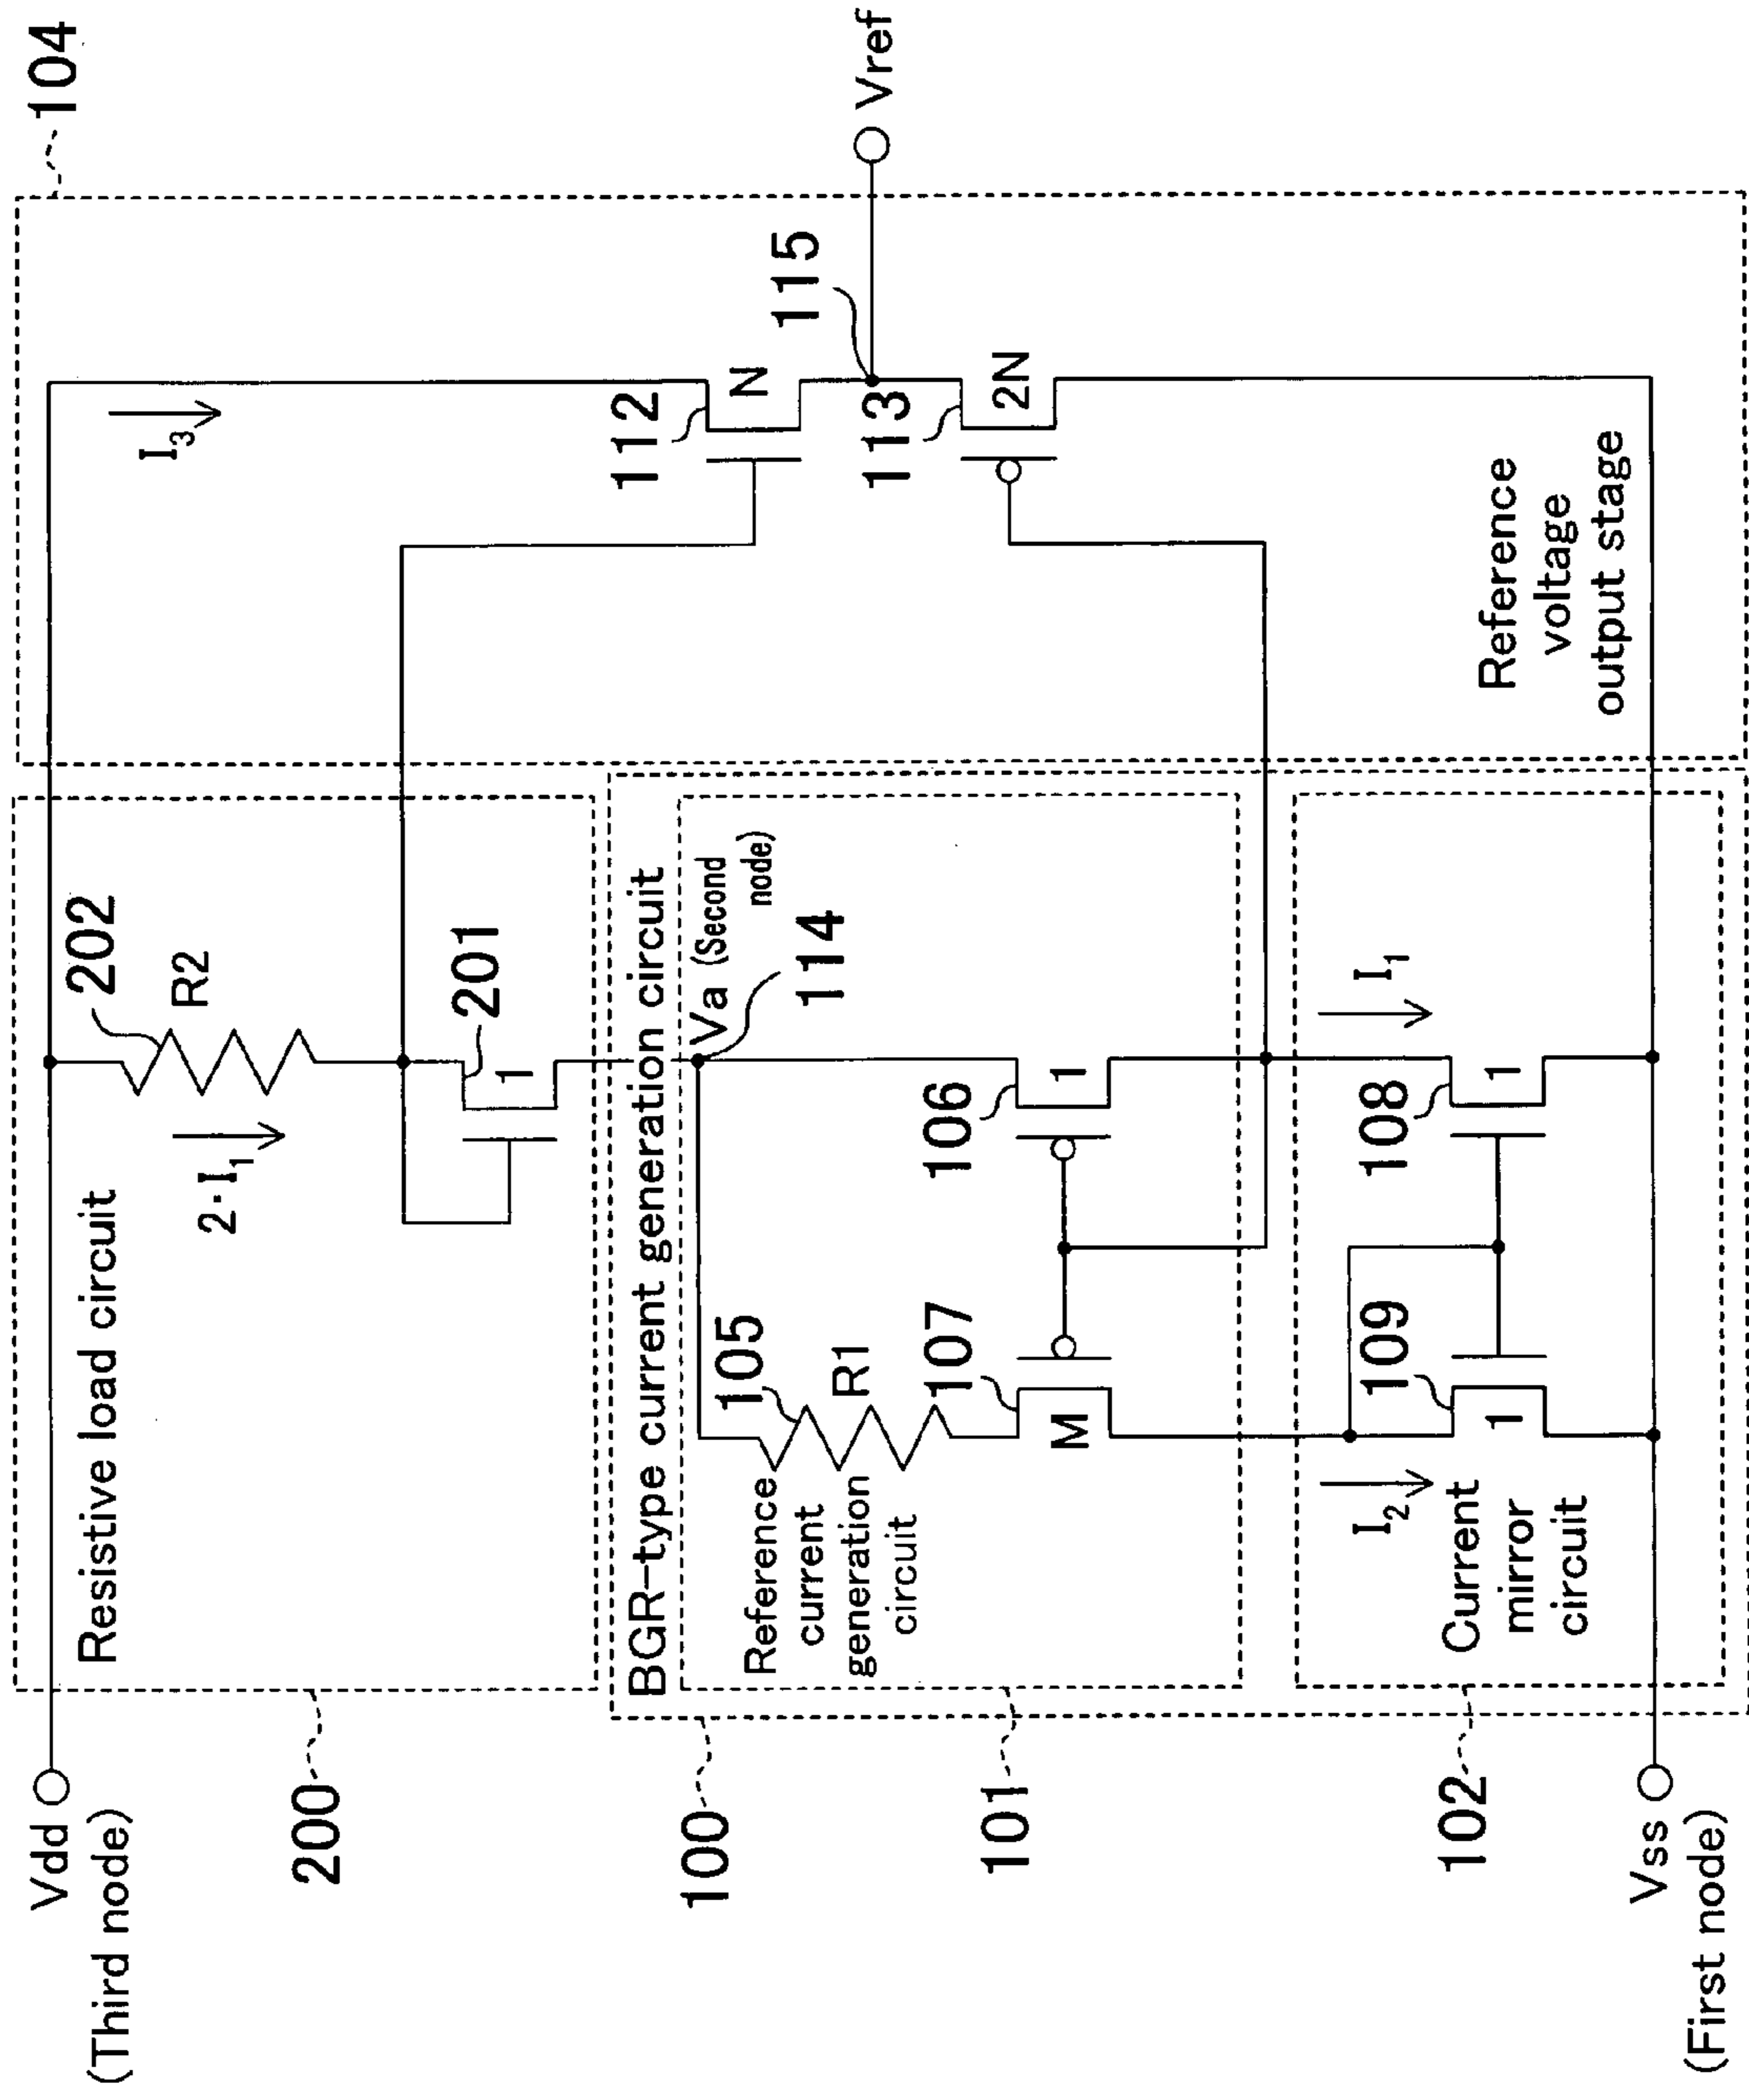 104
Vdd
(Third node)
I3
202
R2
Resistive load circuit
2·I1
201
200
112
N
115
Vref
113
2N
BGR-type current generation circuit
Va (Second
node)
114
105
R1
Reference
current
generation
circuit
107
M
106
1
1
100
101
I2
I1
109
1
108
1
Current
mirror
circuit
102
Reference
voltage
output stage
Vss
(First node)